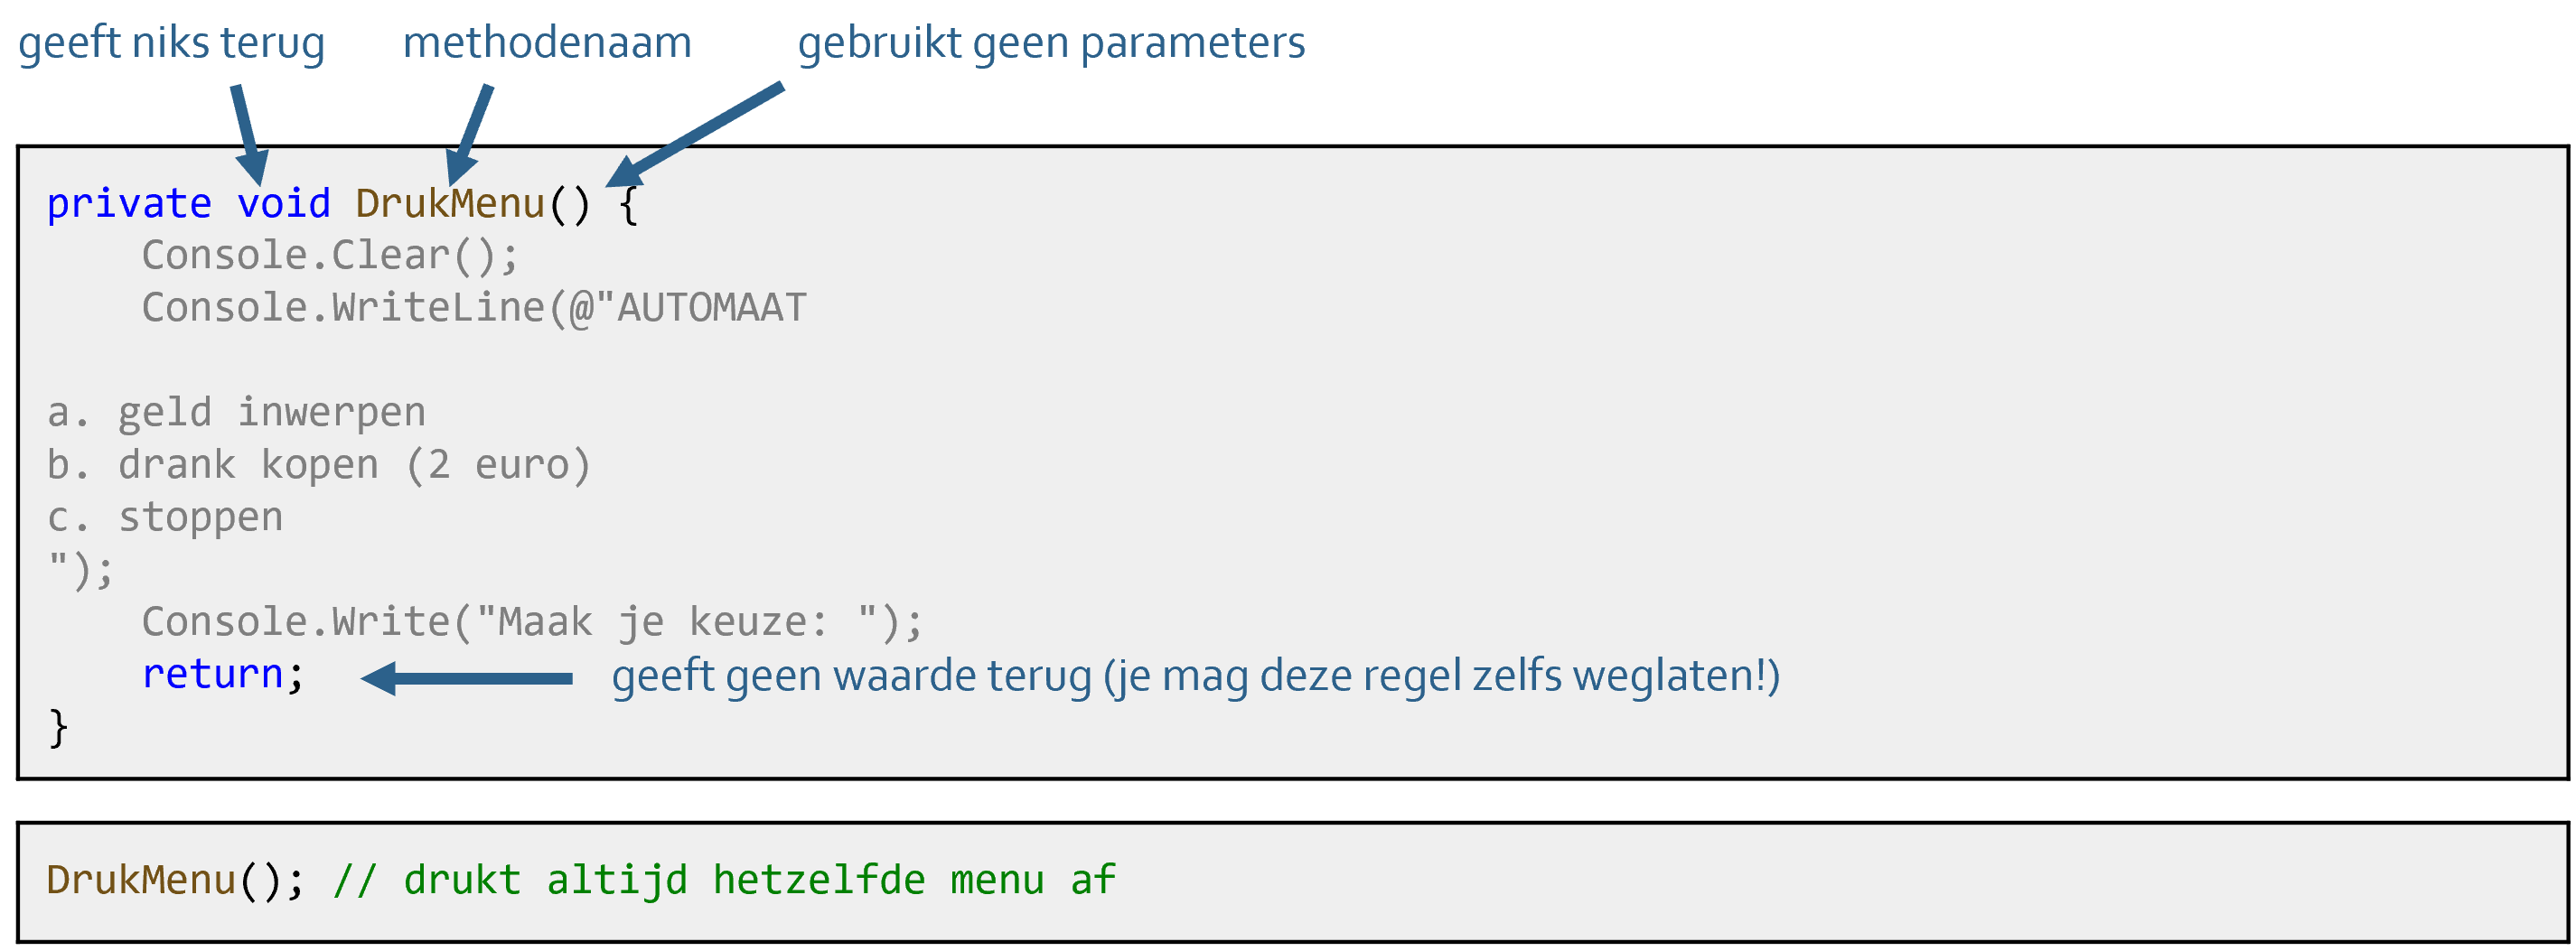 geeft niks terug methodenaam gebruikt geen parameters
private void DrukMenu() {
    Console.Clear();
    Console.WriteLine(@"AUTOMAAT
a. geld inwerpen
b. drank kopen (2 euro)
c. stoppen
");
    Console.Write("Maak je keuze: ");
    return; geeft geen waarde terug (je mag deze regel zelfs weglaten!)
}
DrukMenu(); // drukt altijd hetzelfde menu af